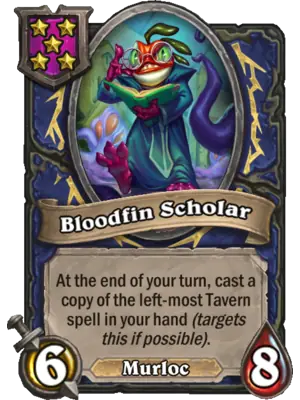 Bloodfin Scholar
At the end of your turn, cast a
copy of the left-most Tavern
spell in your hand (targets
this if possible).
6
Murloc
8